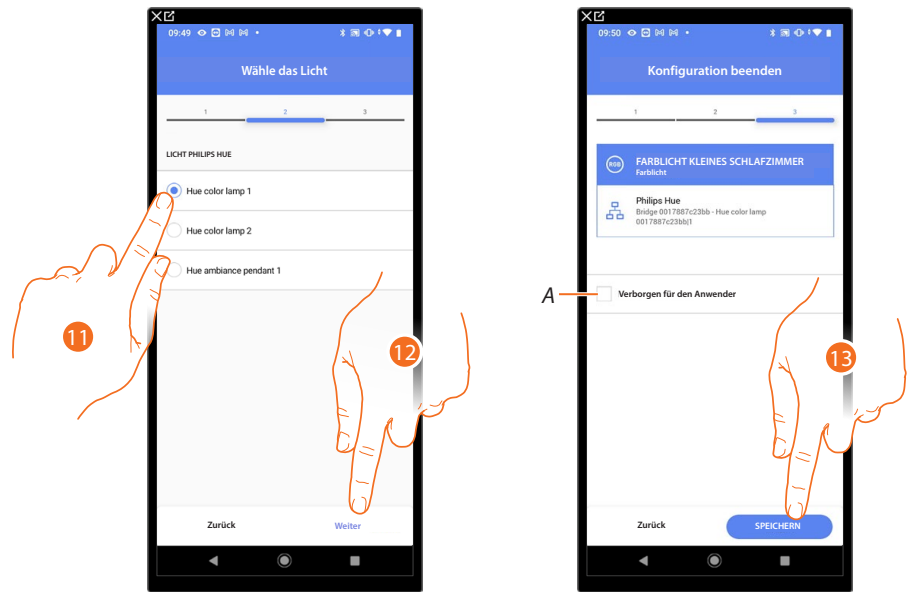 09:49
Wähle das Licht
1 2 3
LICHT PHILIPS HUE
Hue color lamp 1
Hue color lamp 2
Hue ambiance pendant 1
11
12
Zurück Weiter
09:50
Konfiguration beenden
1 2 3
RGB
FARBLICHT KLEINES SCHLAFZIMMER
Farblicht
Philips Hue
Bridge 0017887c23bb - Hue color lamp
0017887c23bb|1
A
Verborgen für den Anwender
13
Zurück SPEICHERN